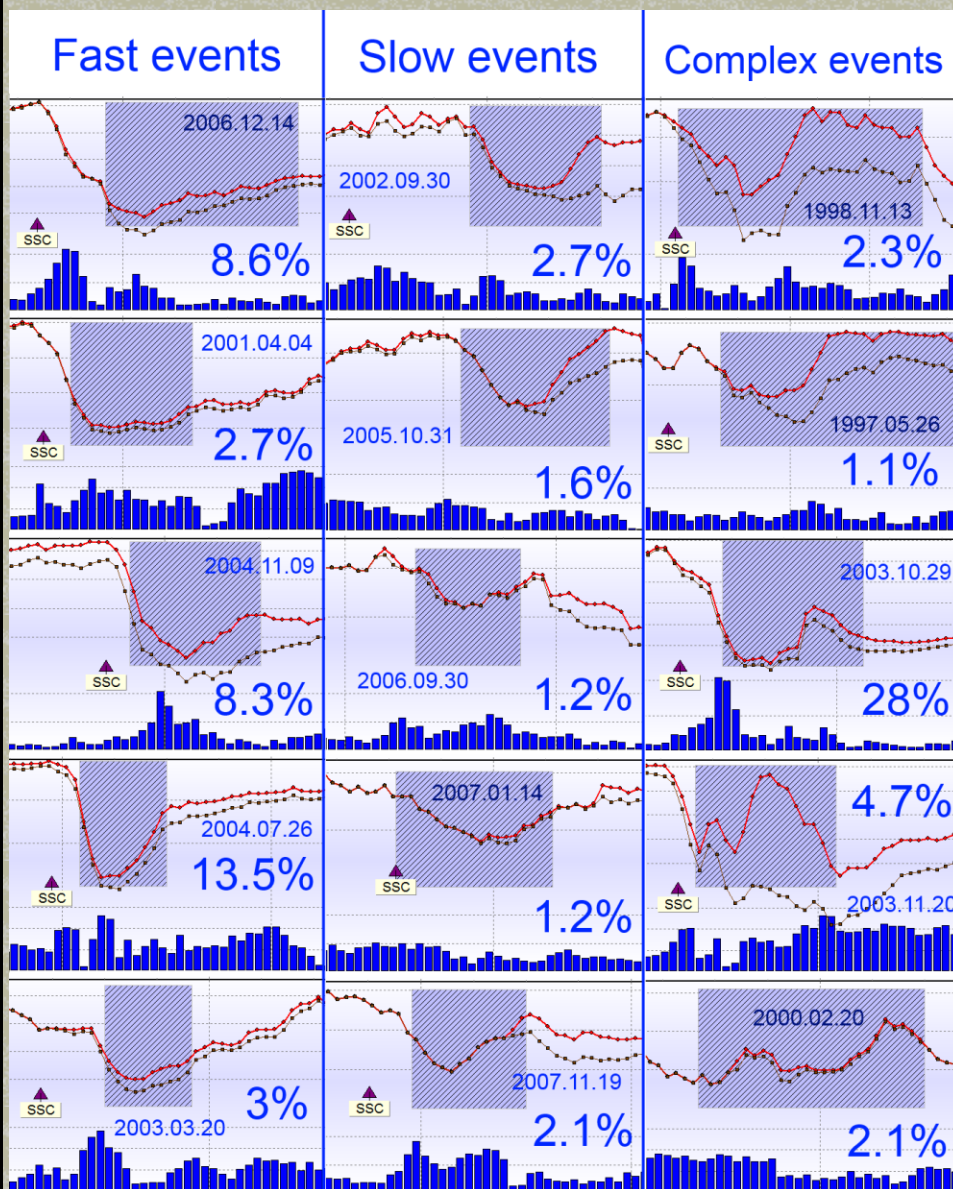 Fast events
Slow events
Complex events
2006.12.14
SSC
8.6%
2002.09.30
SSC
2.7%
1998.11.13
SSC
2.3%
2001.04.04
SSC
2.7%
2005.10.31
1.6%
1997.05.26
SSC
1.1%
2004.11.09
SSC
8.3%
2006.09.30
1.2%
2003.10.29
SSC
28%
2004.07.26
SSC
13.5%
2007.01.14
SSC
1.2%
4.7%
SSC
2003.11.20
SSC
3%
2003.03.20
SSC
2007.11.19
2.1%
2000.02.20
2.1%